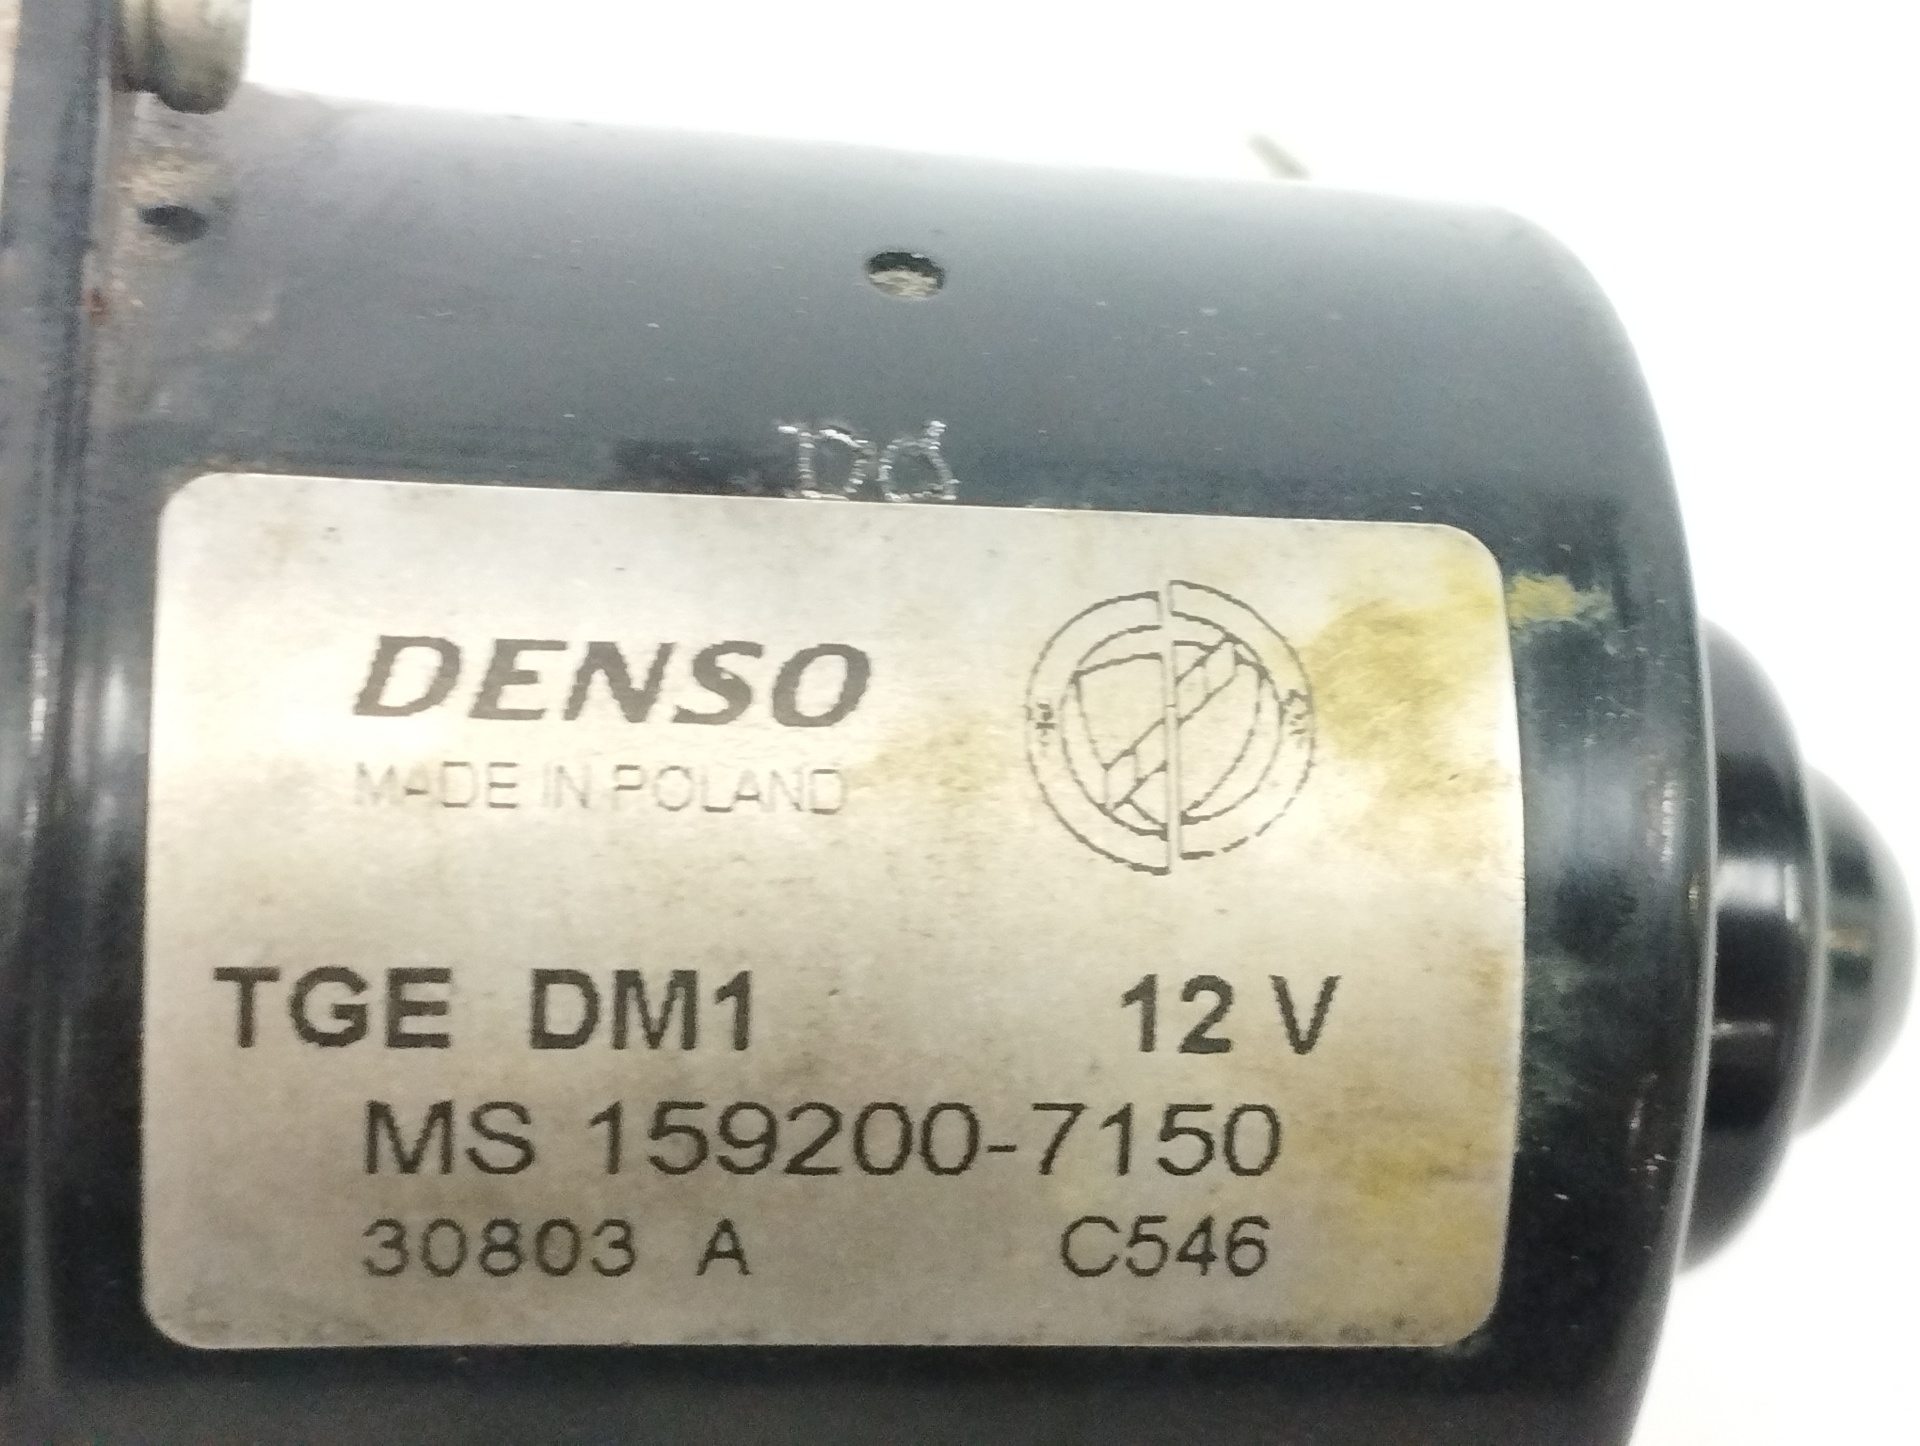 DENSO
MADE IN POLAND
TGE DM1 12 V
MS 159200-7150
30803 A C546